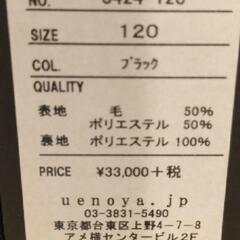 NO. 5424-120
SIZE 120
COL. ブラック
QUALITY
表地 毛 50%
ポリエステル 50%
裏地 ポリエステル 100%
PRICE ¥33,000+税
uenoya.jp
03-3831-5490
東京都台東区上野4-7-8
アメ横センタービル2F